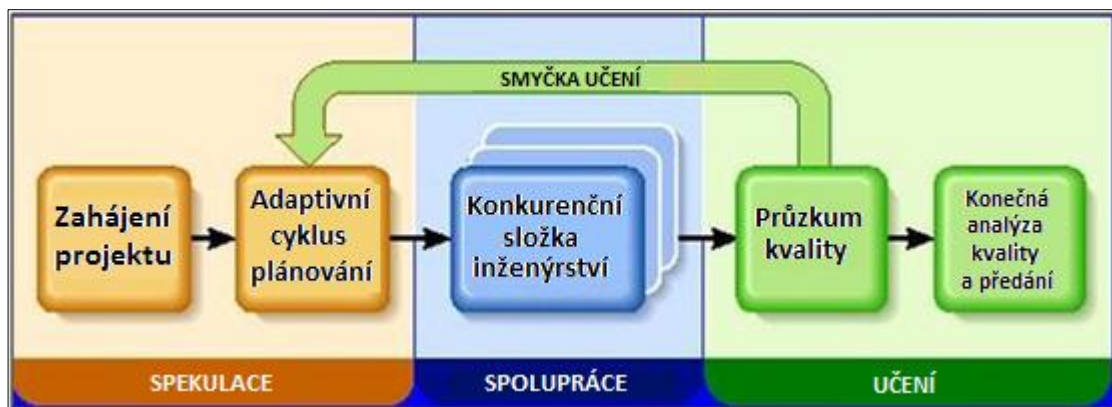 SMYČKA UČENÍ
Zahájení
projektu
Adaptivní
cyklus
plánování
Konkurenční
složka
inženýrství
Průzkum
kvality
Konečná
analýza
kvality
a předání
SPEKULACE
SPOLUPRÁCE
UČENÍ